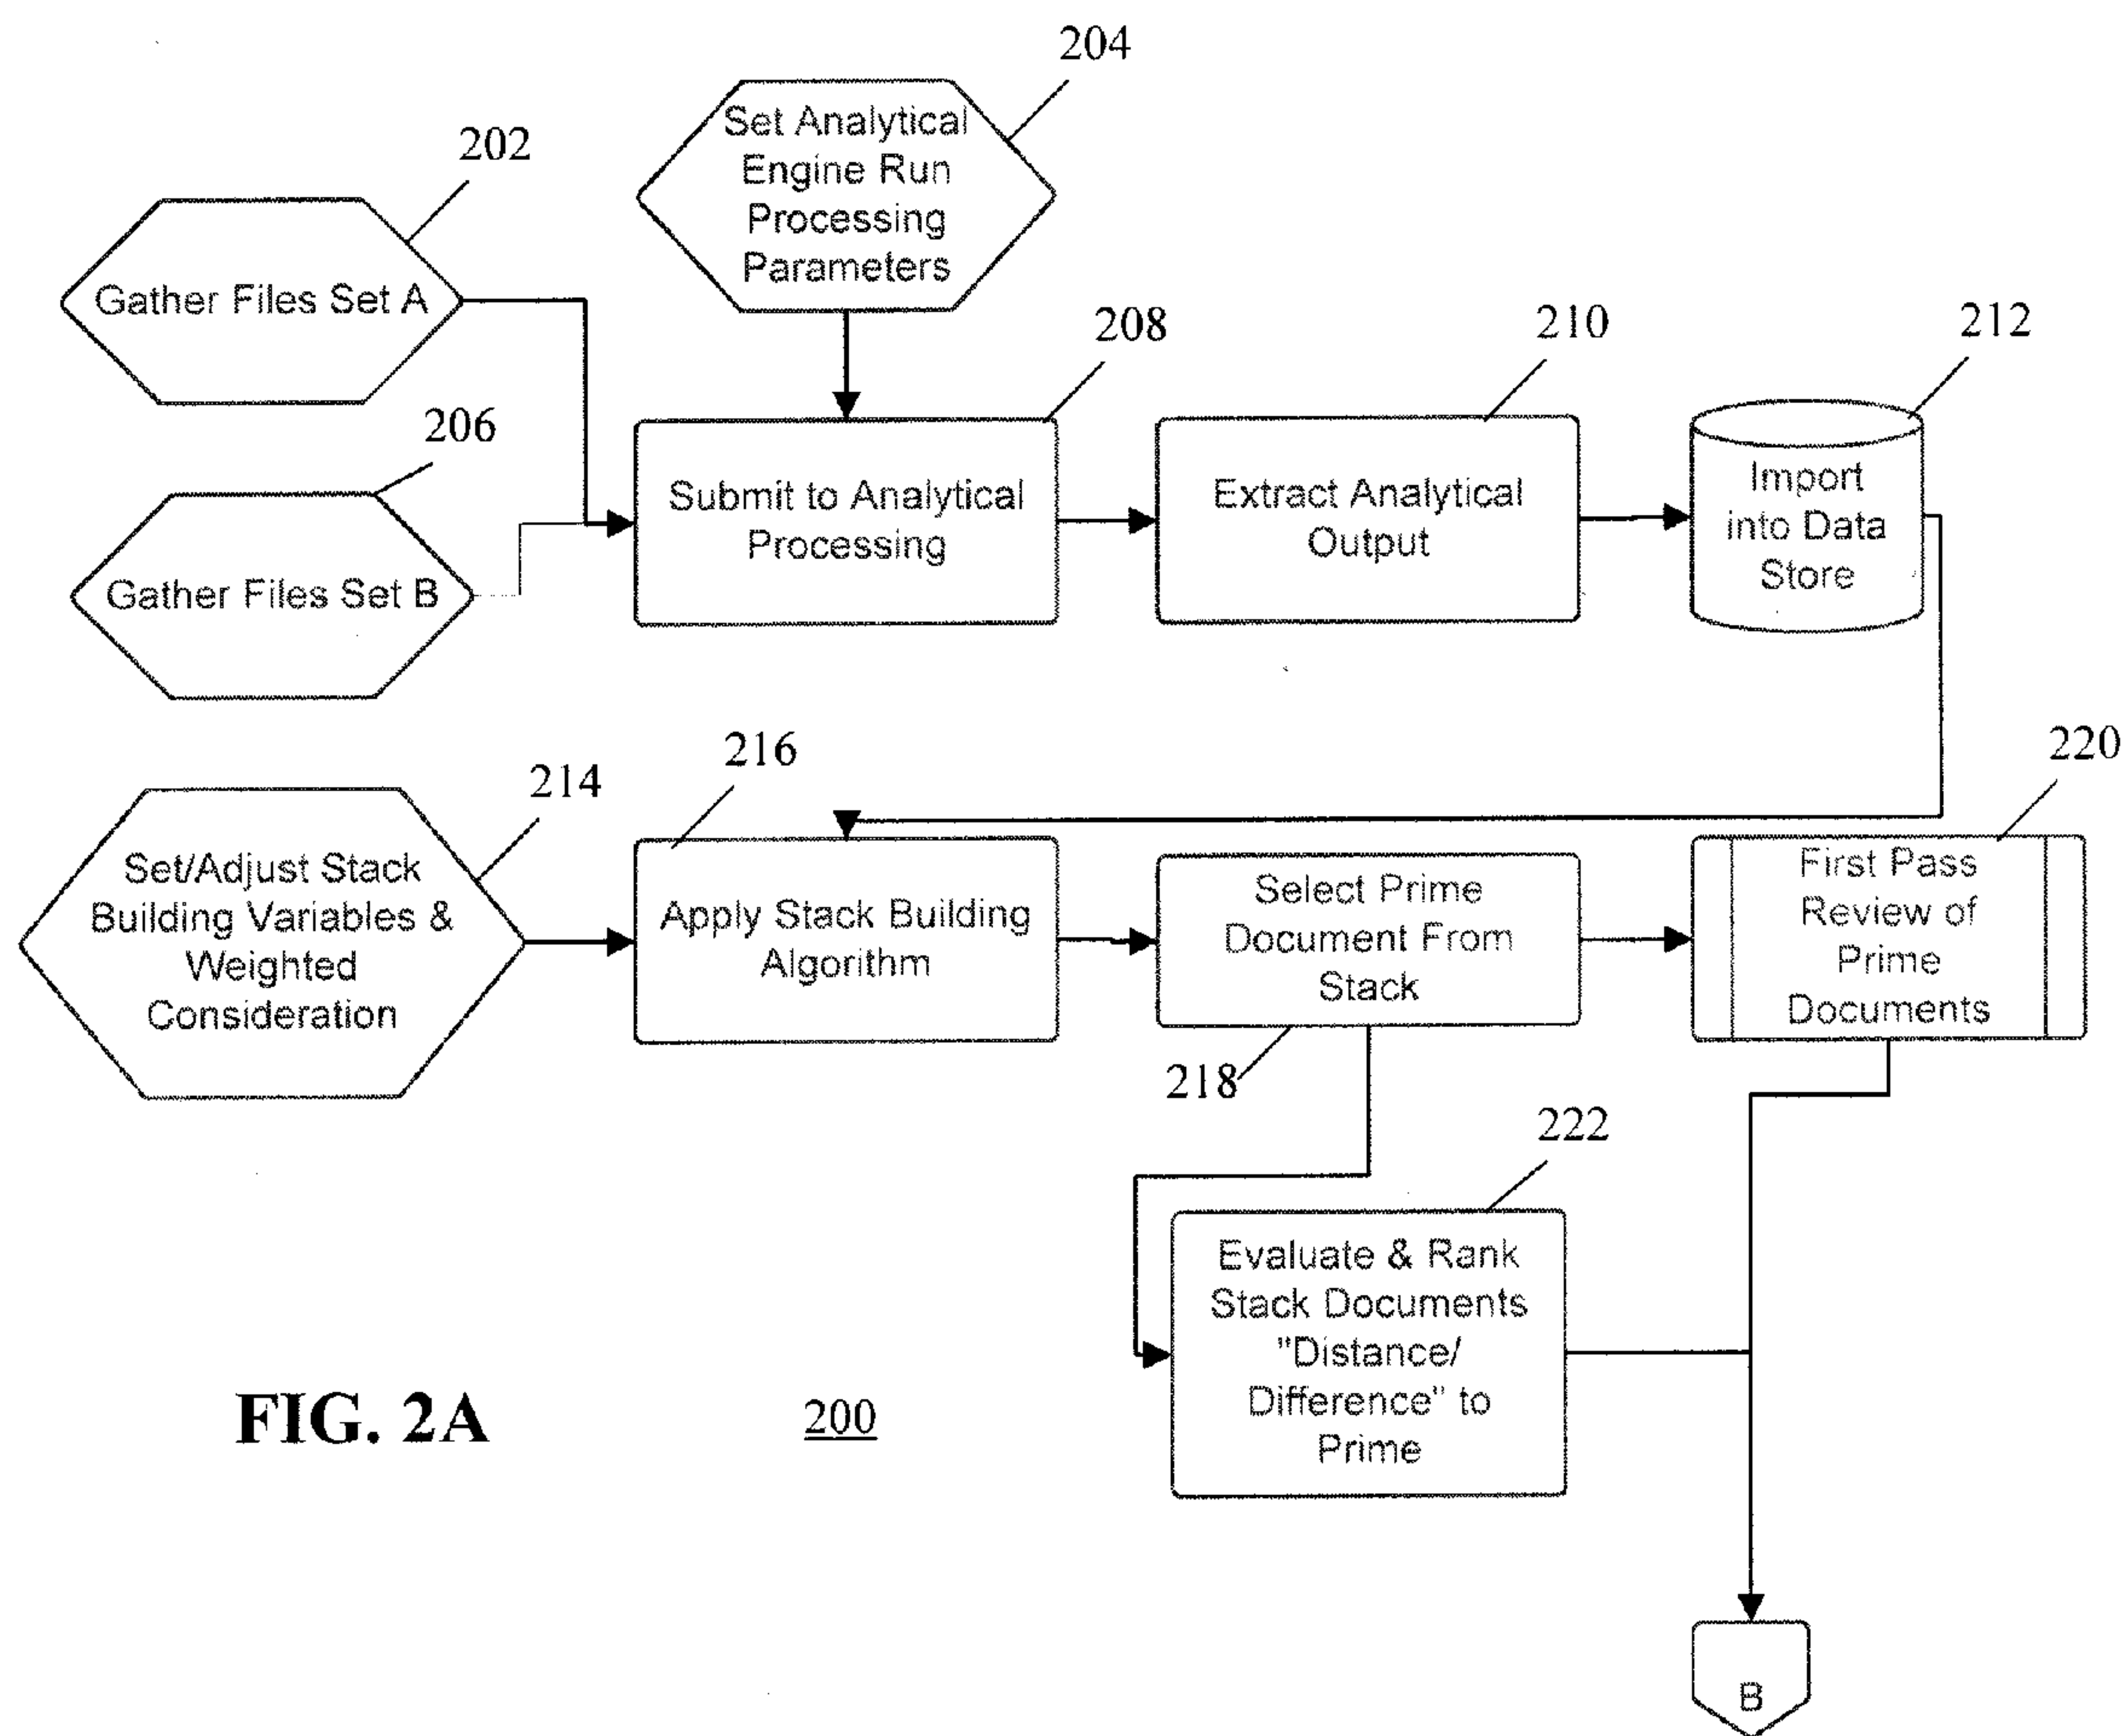 204
Set Analytical
Engine Run
Processing
Parameters
202
Gather Files Set A
206
Gather Files Set B
208
Submit to Analytical
Processing
210
Extract Analytical
Output
212
Import
into Data
Store
214
Set/Adjust Stack
Building Variables &
Weighted
Consideration
216
Apply Stack Building
Algorithm
Select Prime
Document From
Stack
218
220
First Pass
Review of
Prime
Documents
222
Evaluate & Rank
Stack Documents
"Distance/
Difference" to
Prime
FIG. 2A
200
B